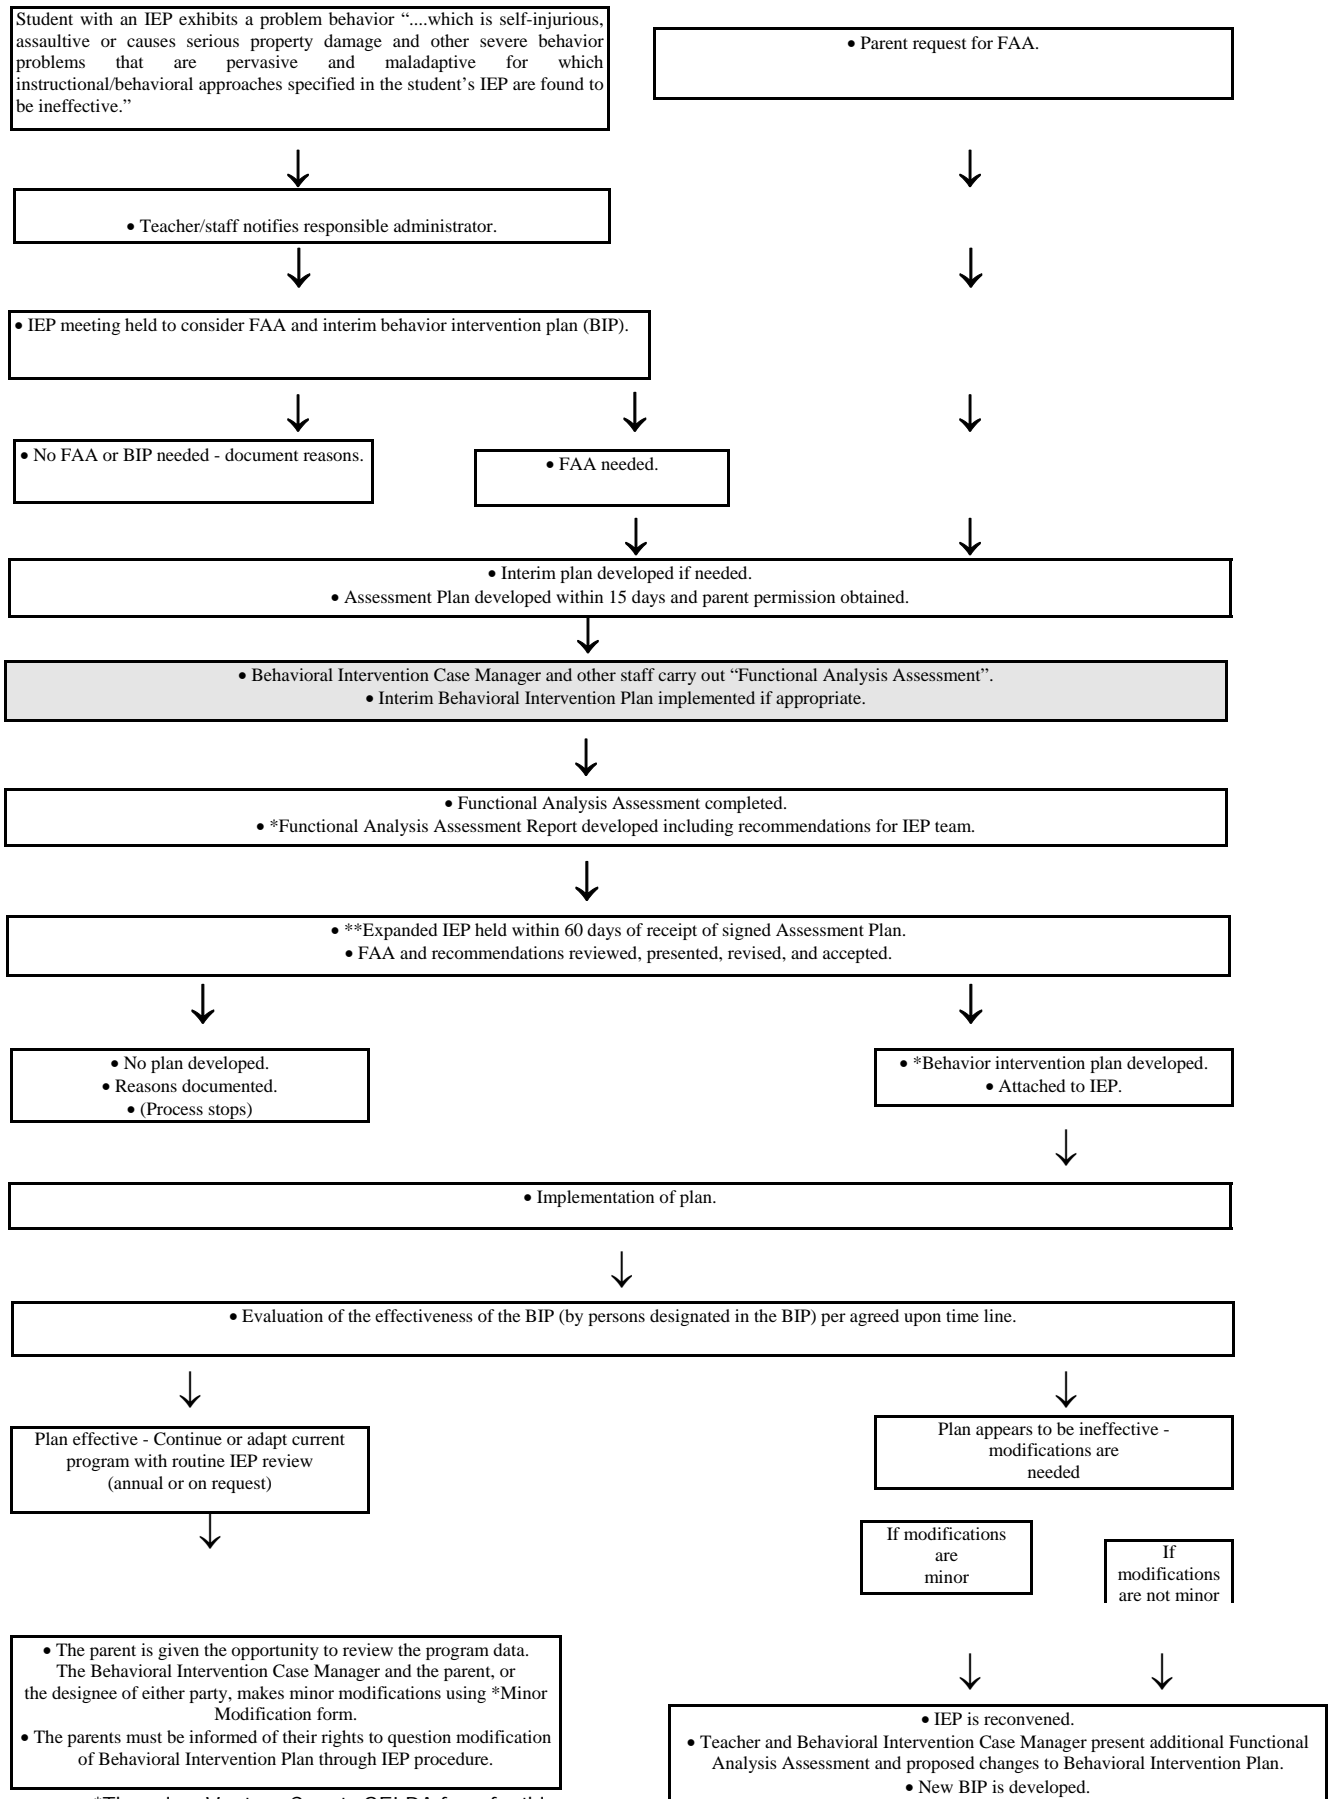 Student with an IEP exhibits a problem behavior “....which is self-injurious,
assaultive or causes serious property damage and other severe behavior
problems that are pervasive and maladaptive for which
instructional/behavioral approaches specified in the student’s IEP are found to
be ineffective.”
• Parent request for FAA.
• Teacher/staff notifies responsible administrator.
• IEP meeting held to consider FAA and interim behavior intervention plan (BIP).
• No FAA or BIP needed - document reasons.
• FAA needed.
• Interim plan developed if needed.
• Assessment Plan developed within 15 days and parent permission obtained.
• Behavioral Intervention Case Manager and other staff carry out “Functional Analysis Assessment”.
• Interim Behavioral Intervention Plan implemented if appropriate.
• Functional Analysis Assessment completed.
• *Functional Analysis Assessment Report developed including recommendations for IEP team.
• **Expanded IEP held within 60 days of receipt of signed Assessment Plan.
• FAA and recommendations reviewed, presented, revised, and accepted.
• No plan developed.
• Reasons documented.
• (Process stops)
• *Behavior intervention plan developed.
• Attached to IEP.
• Implementation of plan.
• Evaluation of the effectiveness of the BIP (by persons designated in the BIP) per agreed upon time line.
Plan effective - Continue or adapt current
program with routine IEP review
(annual or on request)
Plan appears to be ineffective -
modifications are
needed
If modifications
are
minor
If
modifications
are not minor
• The parent is given the opportunity to review the program data.
The Behavioral Intervention Case Manager and the parent, or
the designee of either party, makes minor modifications using *Minor
Modification form.
• The parents must be informed of their rights to question modification
of Behavioral Intervention Plan through IEP procedure.
• IEP is reconvened.
• Teacher and Behavioral Intervention Case Manager present additional Functional
Analysis Assessment and proposed changes to Behavioral Intervention Plan.
• New BIP is developed.